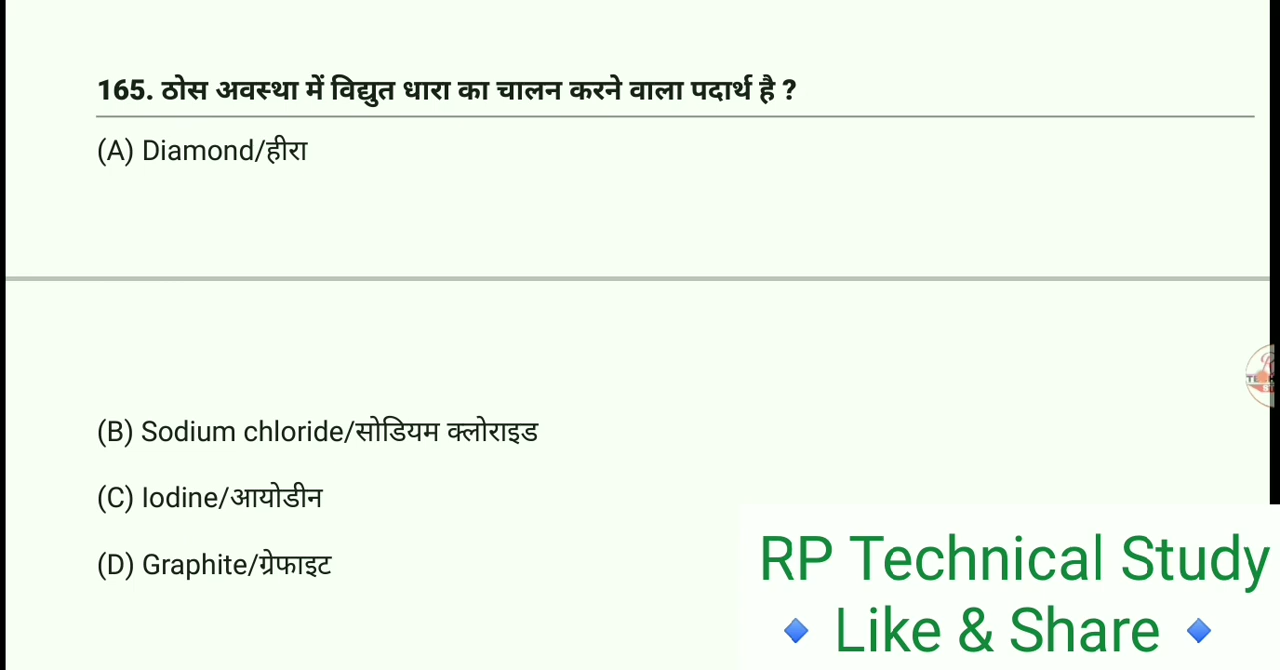 165. ठोस अवस्था में विद्युत धारा का चालन करने वाला पदार्थ है ?
(A) Diamond/हीरा
(B) Sodium chloride/सोडियम क्लोराइड
(C) Iodine/आयोडीन
(D) Graphite/ग्रेफाइट
RP Technical Study
🔹 Like & Share 🔹